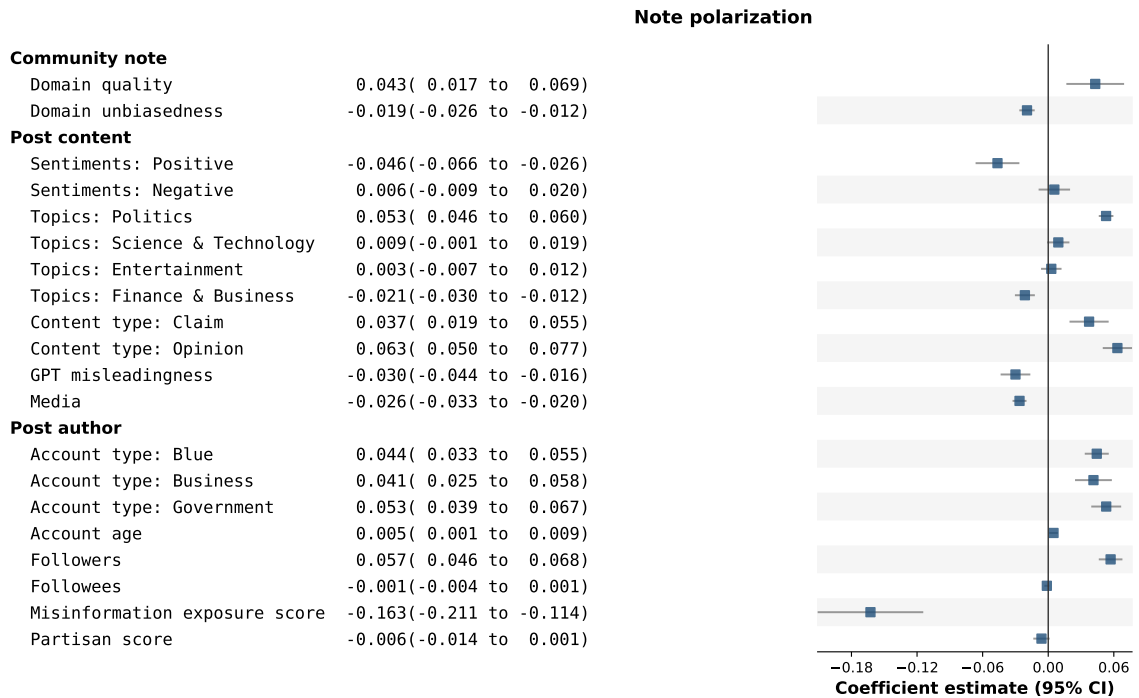 Note polarization
Community note
Domain quality 0.043( 0.017 to 0.069)
Domain unbiasedness -0.019(-0.026 to -0.012)
Post content
Sentiments: Positive -0.046(-0.066 to -0.026)
Sentiments: Negative 0.006(-0.009 to 0.020)
Topics: Politics 0.053( 0.046 to 0.060)
Topics: Science & Technology 0.009(-0.001 to 0.019)
Topics: Entertainment 0.003(-0.007 to 0.012)
Topics: Finance & Business -0.021(-0.030 to -0.012)
Content type: Claim 0.037( 0.019 to 0.055)
Content type: Opinion 0.063( 0.050 to 0.077)
GPT misleadingness -0.030(-0.044 to -0.016)
Media -0.026(-0.033 to -0.020)
Post author
Account type: Blue 0.044( 0.033 to 0.055)
Account type: Business 0.041( 0.025 to 0.058)
Account type: Government 0.053( 0.039 to 0.067)
Account age 0.005( 0.001 to 0.009)
Followers 0.057( 0.046 to 0.068)
Followees -0.001(-0.004 to 0.001)
Misinformation exposure score -0.163(-0.211 to -0.114)
Partisan score -0.006(-0.014 to 0.001)
−0.18 −0.12 −0.06 0.00 0.06
Coefficient estimate (95% CI)